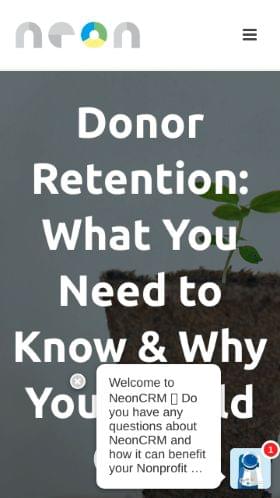 neon
Donor
Retention:
What You
Need to
Know & Why
You ld
Welcome to
NeonCRM ▯ Do
you have any
questions about
NeonCRM and
how it can benefit
your Nonprofit ...
1